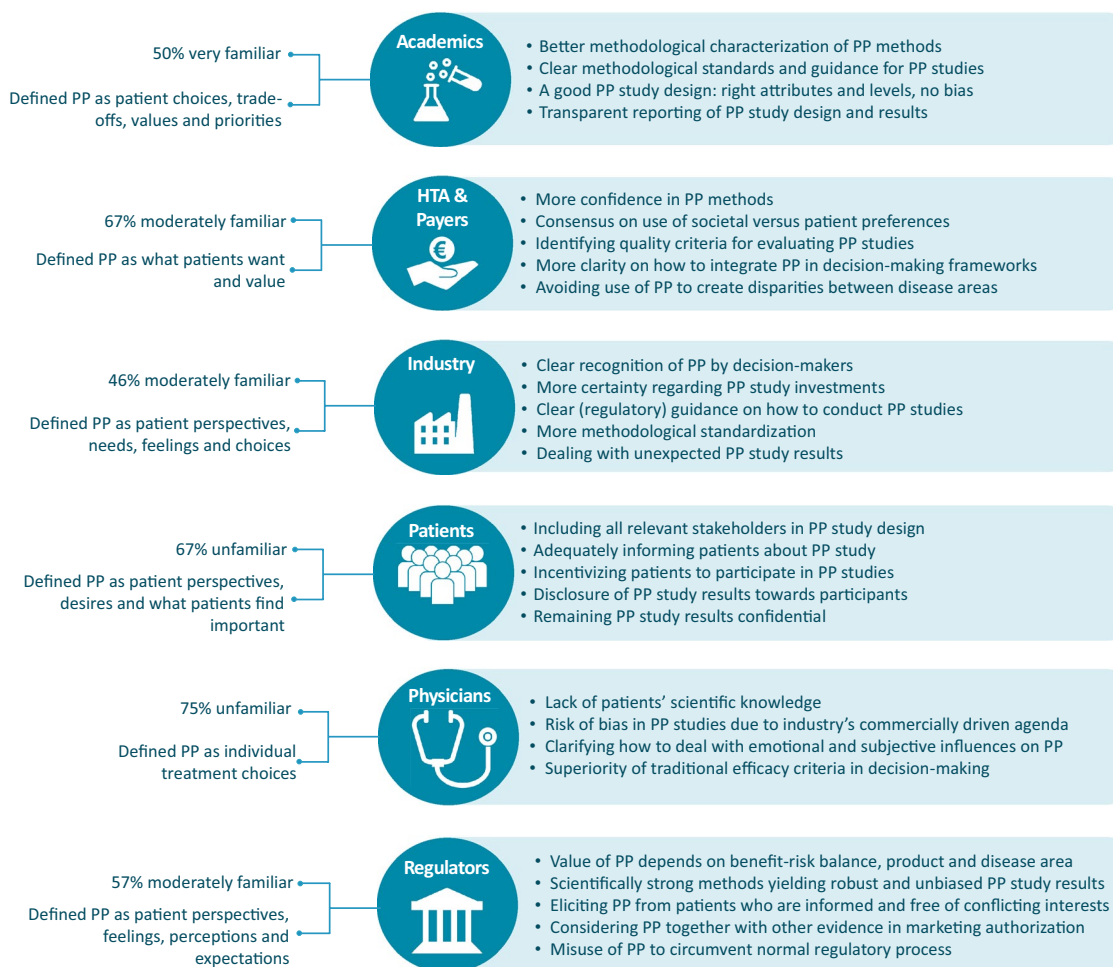 50% very familiar
Defined PP as patient choices, trade-
offs, values and priorities
Academics
• Better methodological characterization of PP methods
• Clear methodological standards and guidance for PP studies
• A good PP study design: right attributes and levels, no bias
• Transparent reporting of PP study design and results
67% moderately familiar
Defined PP as what patients want
and value
HTA &
Payers
€
• More confidence in PP methods
• Consensus on use of societal versus patient preferences
• Identifying quality criteria for evaluating PP studies
• More clarity on how to integrate PP in decision-making frameworks
• Avoiding use of PP to create disparities between disease areas
46% moderately familiar
Defined PP as patient perspectives,
needs, feelings and choices
Industry
• Clear recognition of PP by decision-makers
• More certainty regarding PP study investments
• Clear (regulatory) guidance on how to conduct PP studies
• More methodological standardization
• Dealing with unexpected PP study results
67% unfamiliar
Defined PP as patient perspectives,
desires and what patients find
important
Patients
• Including all relevant stakeholders in PP study design
• Adequately informing patients about PP study
• Incentivizing patients to participate in PP studies
• Disclosure of PP study results towards participants
• Remaining PP study results confidential
75% unfamiliar
Defined PP as individual
treatment choices
Physicians
• Lack of patients’ scientific knowledge
• Risk of bias in PP studies due to industry’s commercially driven agenda
• Clarifying how to deal with emotional and subjective influences on PP
• Superiority of traditional efficacy criteria in decision-making
57% moderately familiar
Defined PP as patient perspectives,
feelings, perceptions and
expectations
Regulators
• Value of PP depends on benefit-risk balance, product and disease area
• Scientifically strong methods yielding robust and unbiased PP study results
• Eliciting PP from patients who are informed and free of conflicting interests
• Considering PP together with other evidence in marketing authorization
• Misuse of PP to circumvent normal regulatory process